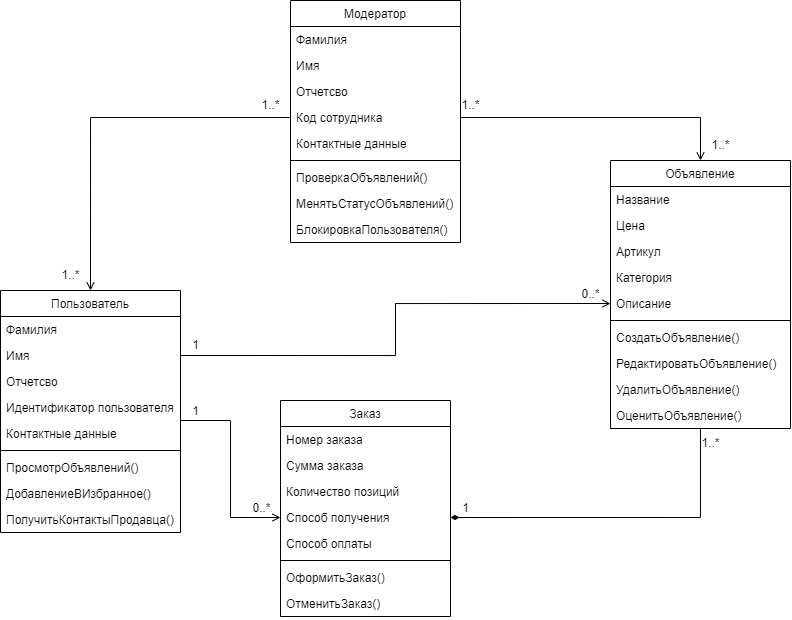 Модератор
Фамилия
Имя
Отчетсво
Код сотрудника
Контактные данные
ПроверкаОбъявлений()
МенятьСтатусОбъявлений()
БлокировкаПользователя()
1..*
1..*
1..*
1..*
Объявление
Название
Цена
Артикул
Категория
Описание
СоздатьОбъявление()
РедактироватьОбъявление()
УдалитьОбъявление()
ОценитьОбъявление()
Пользователь
Фамилия
Имя
Отчетсво
Идентификатор пользователя
Контактные данные
ПросмотрОбъявлений()
ДобавлениеВИзбранное()
ПолучитьКонтактыПродавца()
1
0..*
1
0..*
Заказ
Номер заказа
Сумма заказа
Количество позиций
Способ получения
Способ оплаты
ОформитьЗаказ()
ОтменитьЗаказ()
1
1..*